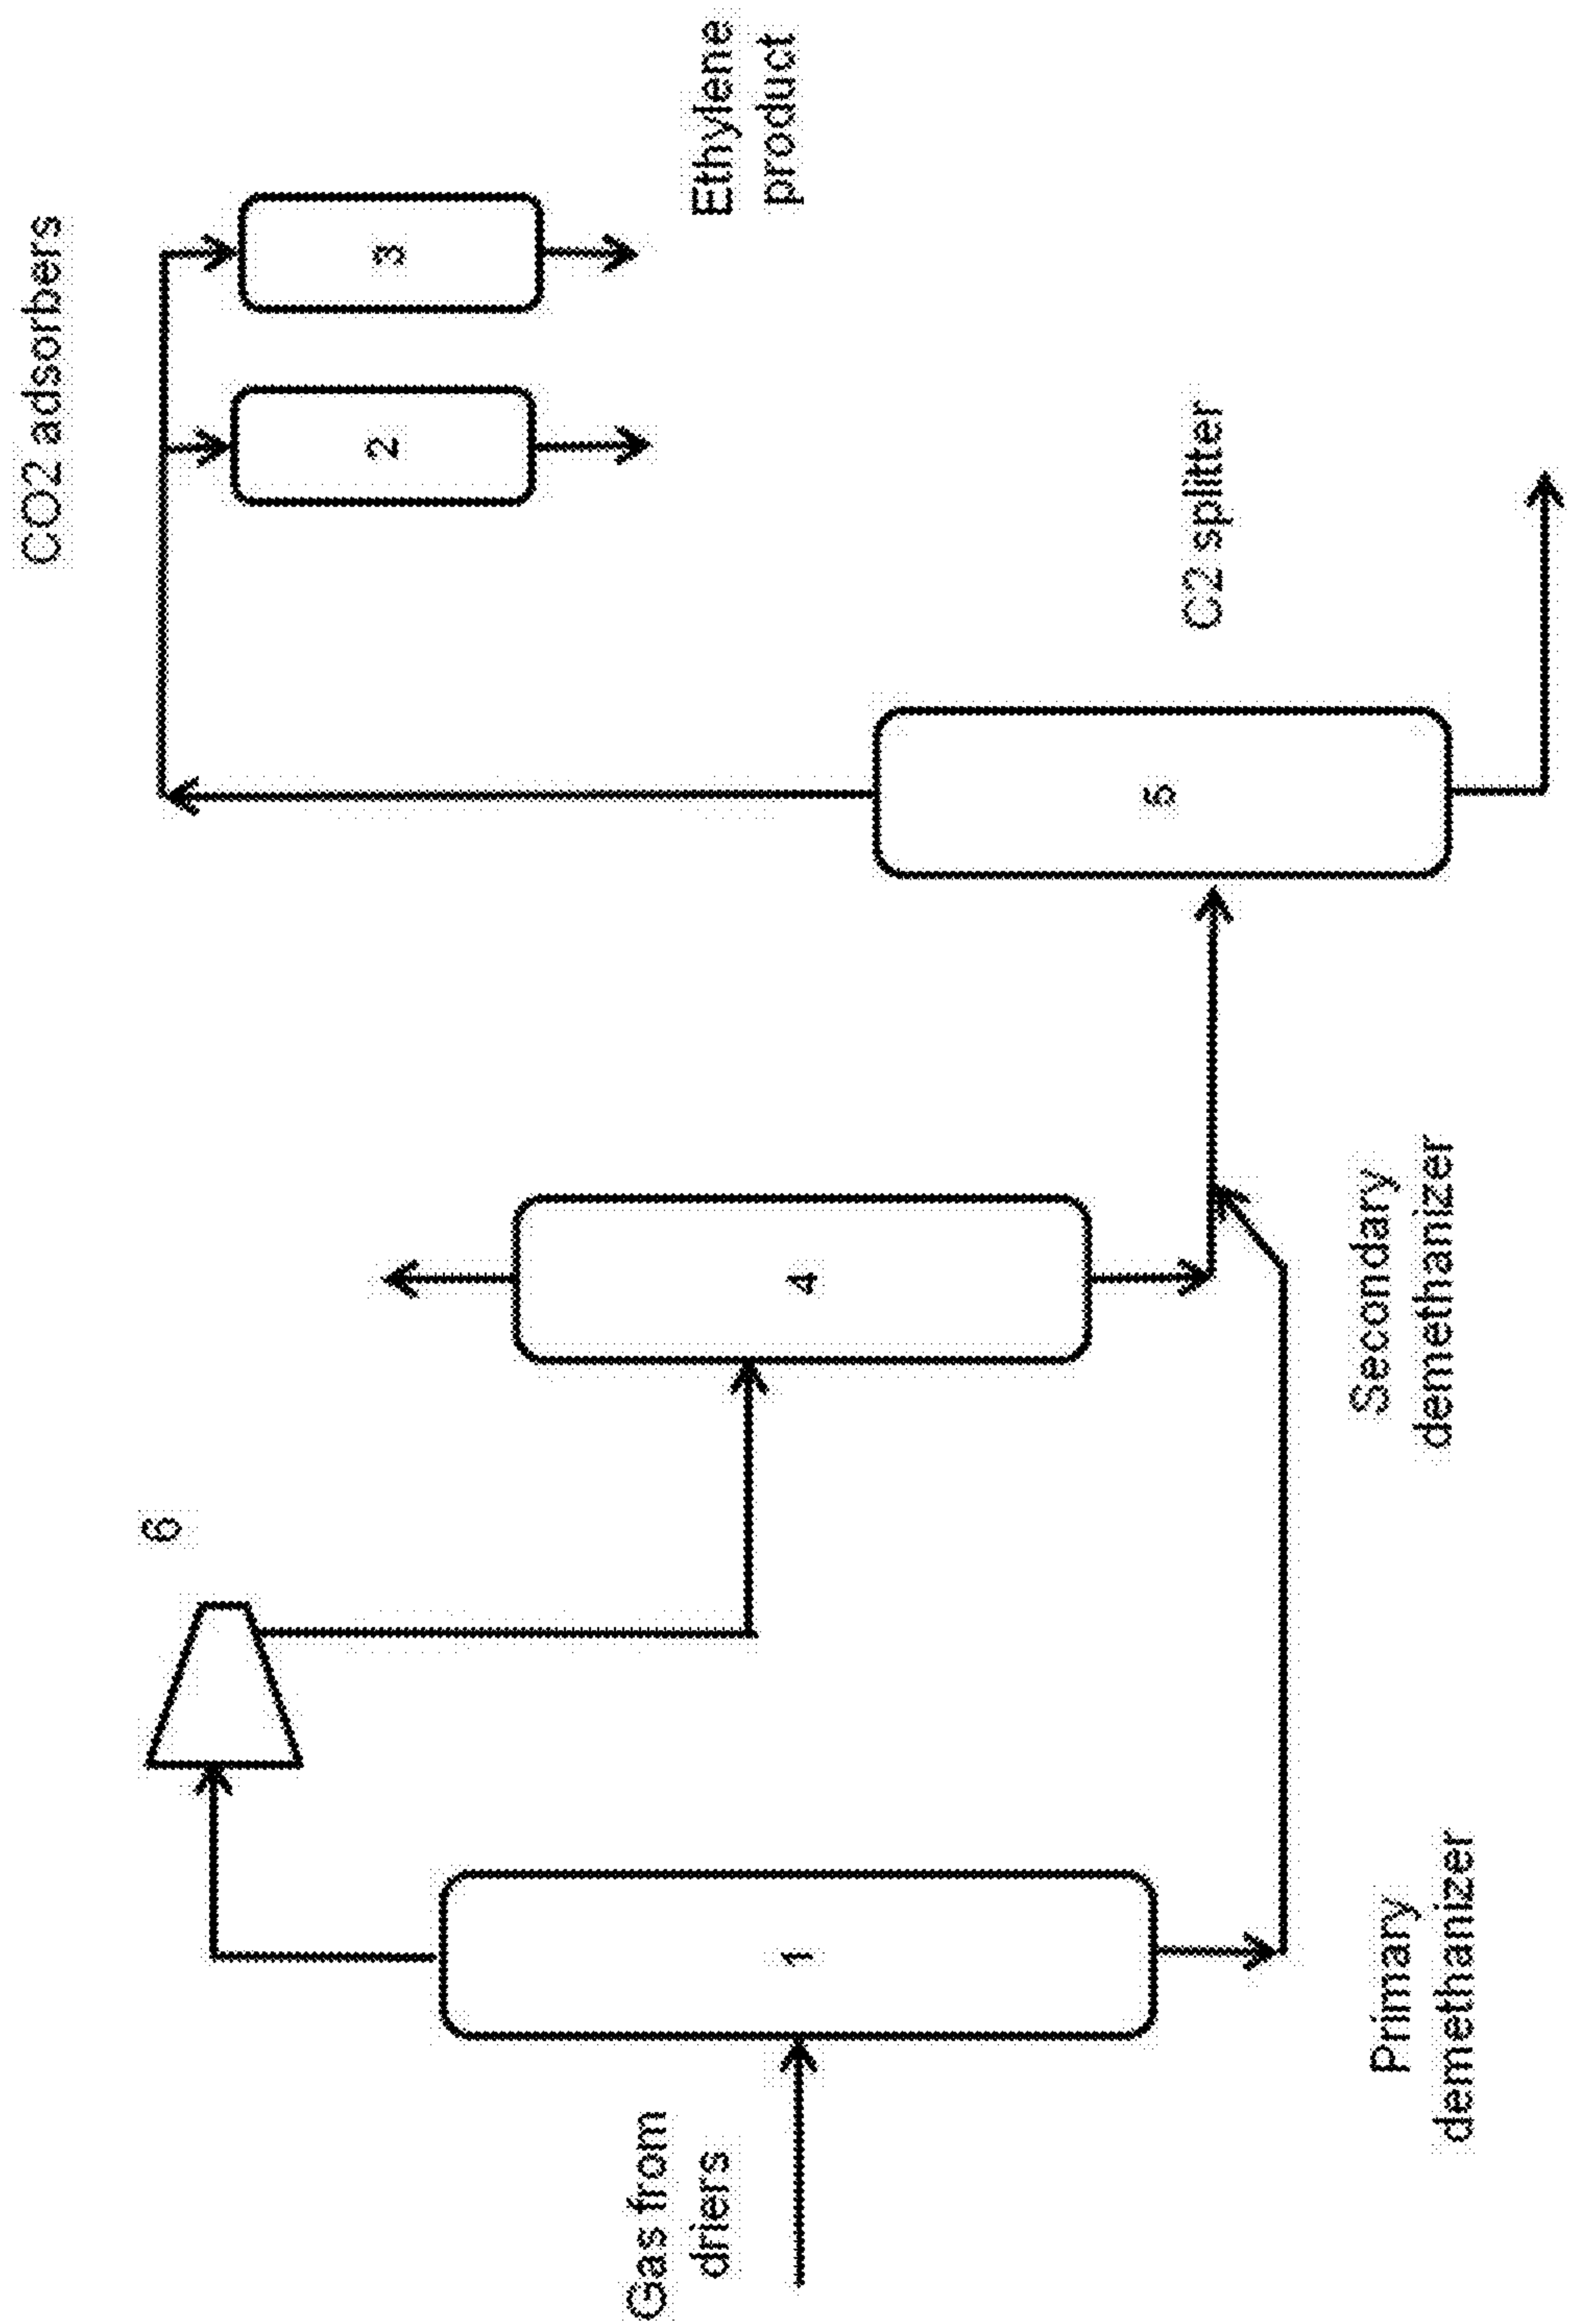 CO2 adsorbers
6
3
2
Ethylene
product
Gas from
driers
1
4
5
C2 splitter
Primary
demethanizer
Secondary
demethanizer